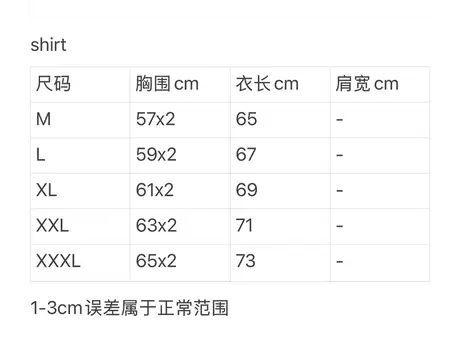 shirt
尺码 胸围cm 衣长cm 肩宽cm
M 57x2 65 -
L 59x2 67 -
XL 61x2 69 -
XXL 63x2 71 -
XXXL 65x2 73 -
1-3cm误差属于正常范围